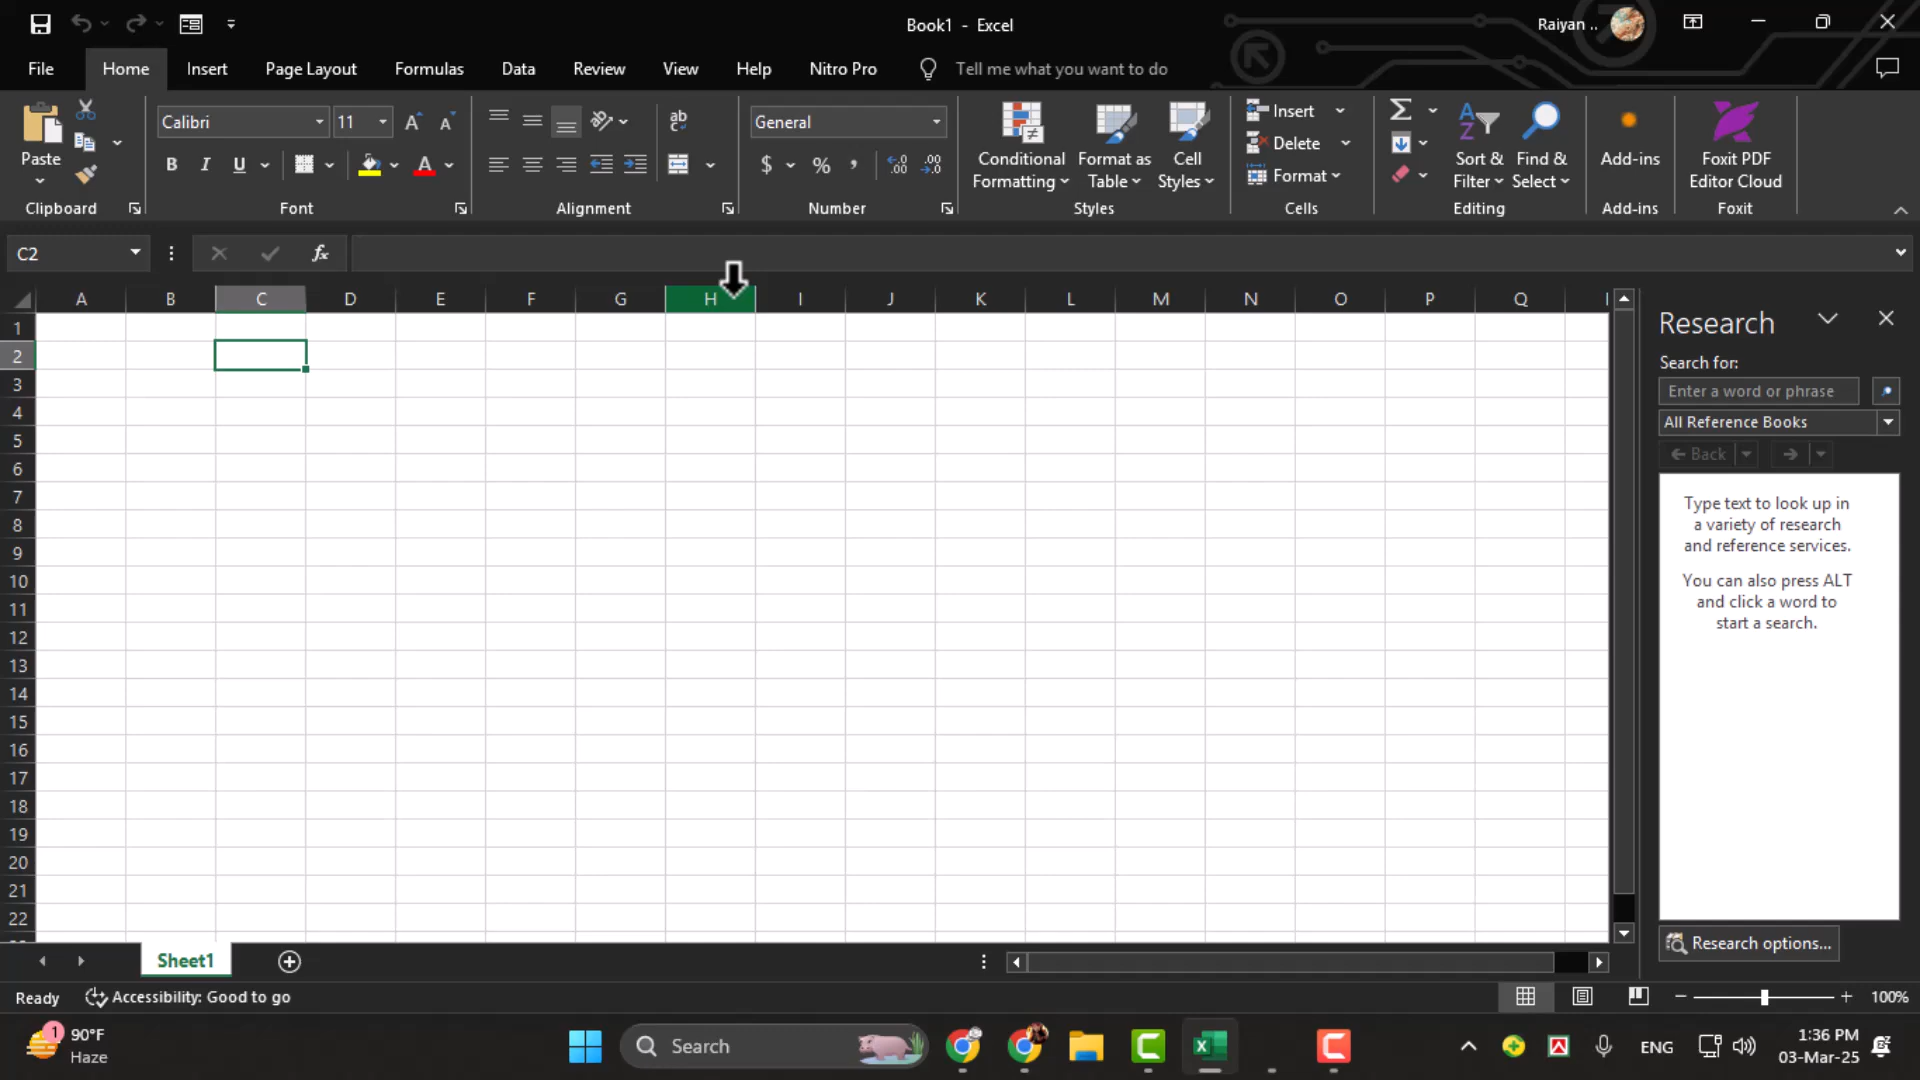 Book1 - Excel
Raiyan ..
File Home Insert Page Layout Formulas Data Review View Help Nitro Pro Tell me what you want to do
Calibri 11
General
Insert
Delete
Format
Paste
B I U A
$ % ,
Conditional Formatting
Format as Table
Cell Styles
Sort & Filter
Find & Select
Add-ins
Foxit PDF Editor Cloud
Clipboard Font Alignment Number Styles Cells Editing Add-ins Foxit
C2
fx
A B C D E F G H I J K L M N O P Q
1
2
3
4
5
6
7
8
9
10
11
12
13
14
15
16
17
18
19
20
21
22
Research
Search for:
Enter a word or phrase
All Reference Books
Back
Type text to look up in
a variety of research
and reference services.
You can also press ALT
and click a word to
start a search.
Research options...
Sheet1
Ready Accessibility: Good to go
100%
1
90°F
Haze
Search
ENG
1:36 PM
03-Mar-25